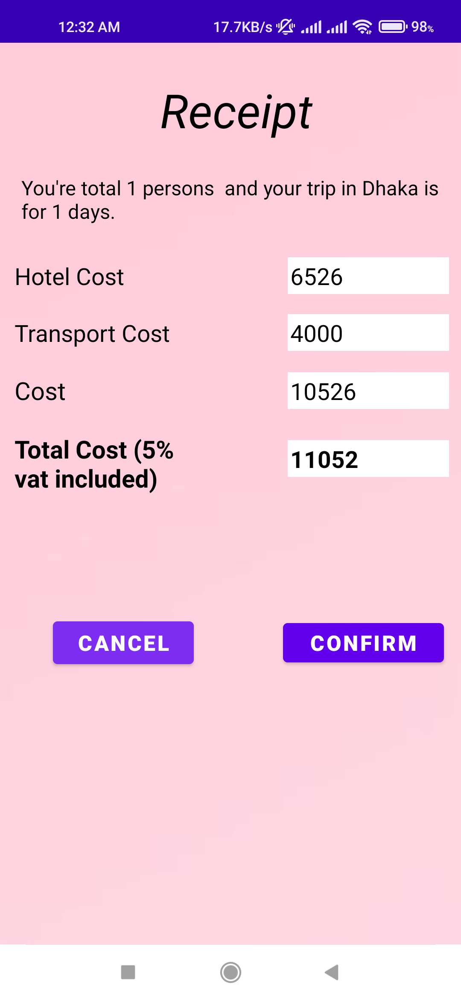 12:32 AM 17.7KB/s 98%
Receipt
You're total 1 persons  and your trip in Dhaka is
for 1 days.
Hotel Cost 6526
Transport Cost 4000
Cost 10526
Total Cost (5%
vat included) 11052
CANCEL CONFIRM